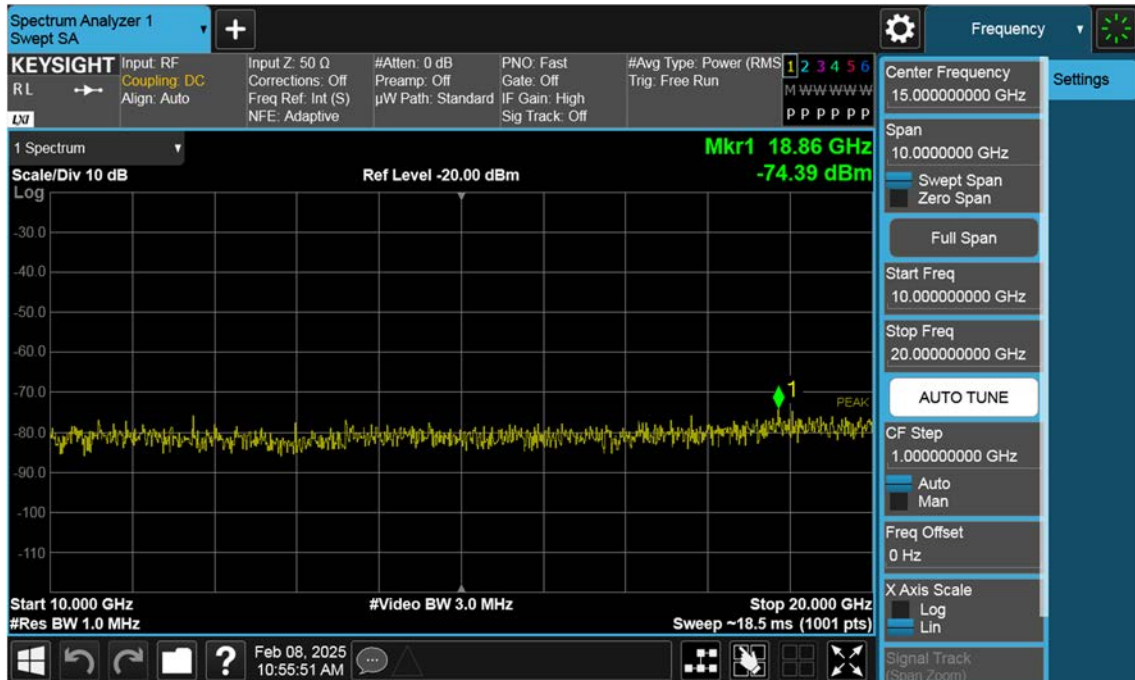 Spectrum Analyzer 1
Swept SA
+
Frequency
KEYSIGHT
RL
LXI
Input: RF
Coupling: DC
Align: Auto
Input Z: 50 Ω
Corrections: Off
Freq Ref: Int (S)
NFE: Adaptive
#Atten: 0 dB
Preamp: Off
µW Path: Standard
PNO: Fast
Gate: Off
IF Gain: High
Sig Track: Off
#Avg Type: Power (RMS
Trig: Free Run
1 2 3 4 5 6
M W W W W W
P P P P P P
1 Spectrum
Scale/Div 10 dB
Ref Level -20.00 dBm
Mkr1 18.86 GHz
-74.39 dBm
Log
-30.0
-40.0
-50.0
-60.0
-70.0
-80.0
-90.0
-100
-110
1
PEAK
Start 10.000 GHz
#Res BW 1.0 MHz
#Video BW 3.0 MHz
Stop 20.000 GHz
Sweep ~18.5 ms (1001 pts)
Center Frequency
15.000000000 GHz
Span
10.0000000 GHz
Swept Span
Zero Span
Full Span
Start Freq
10.000000000 GHz
Stop Freq
20.000000000 GHz
AUTO TUNE
CF Step
1.000000000 GHz
Auto
Man
Freq Offset
0 Hz
X Axis Scale
Log
Lin
Signal Track
(Span Zoom)
Settings
?
Feb 08, 2025
10:55:51 AM